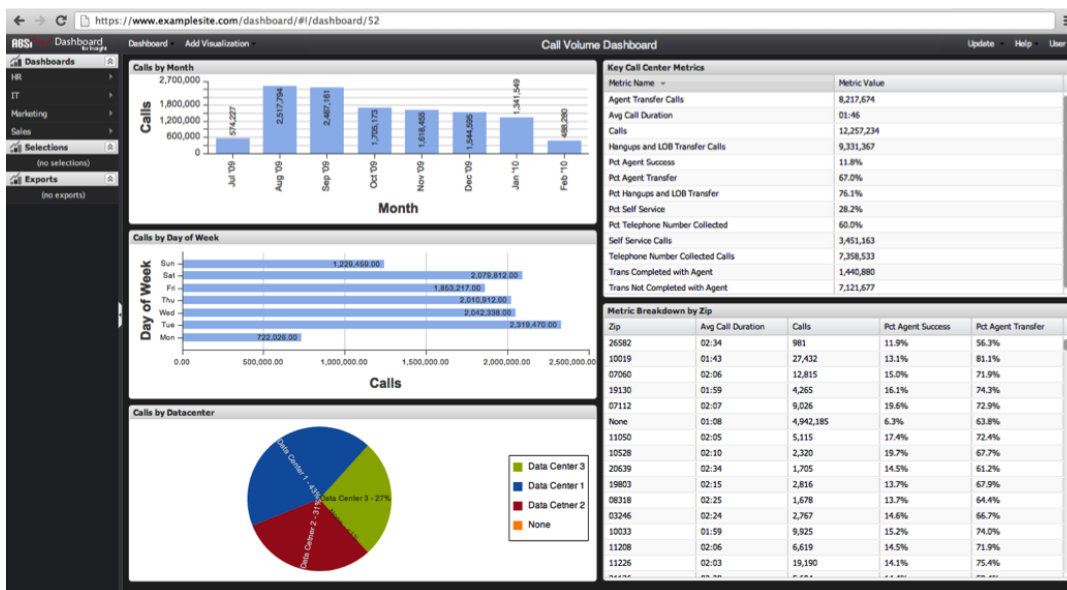 https://www.examplesite.com/dashboard/#!/dashboard/52
ABSi Dashboard for Insight
Dashboard Add Visualization
Call Volume Dashboard
Update Help User
Dashboards
HR
IT
Marketing
Sales
Selections
(no selections)
Exports
(no exports)
Calls by Month
Calls
2,700,000
1,800,000
1,200,000
600,000
0
574,227
2,517,794
2,467,161
1,705,173
1,618,455
1,544,595
1,341,549
488,280
Jul '09
Aug '09
Sep '09
Oct '09
Nov '09
Dec '09
Jan '10
Feb '10
Month
Calls by Day of Week
Day of Week
Sun 1,229,459.00
Sat 2,079,812.00
Fri 1,863,217.00
Thu 2,010,912.00
Wed 2,042,338.00
Tue 2,319,470.00
Mon 722,026.00
0.00 500,000.00 1,000,000.00 1,500,000.00 2,000,000.00 2,500,000.00
Calls
Calls by Datacenter
Data Center 1 - 43%
Data Center 3 - 27%
Data Cetner 2 - 31%
Data Center 3
Data Center 1
Data Cetner 2
None
Key Call Center Metrics
Metric Name Metric Value
Agent Transfer Calls 8,217,674
Avg Call Duration 01:46
Calls 12,257,234
Hangups and LOB Transfer Calls 9,331,367
Pct Agent Success 11.8%
Pct Agent Transfer 67.0%
Pct Hangups and LOB Transfer 76.1%
Pct Self Service 28.2%
Pct Telephone Number Collected 60.0%
Self Service Calls 3,451,163
Telephone Number Collected Calls 7,358,533
Trans Completed with Agent 1,440,880
Trans Not Completed with Agent 7,121,677
Metric Breakdown by Zip
Zip Avg Call Duration Calls Pct Agent Success Pct Agent Transfer
26582 02:34 981 11.9% 56.3%
10019 01:43 27,432 13.1% 81.1%
07060 02:06 12,815 15.0% 71.9%
19130 01:59 4,265 16.1% 74.3%
07112 02:07 9,026 19.6% 72.9%
None 01:08 4,942,185 6.3% 63.8%
11050 02:05 5,115 17.4% 72.4%
10528 02:10 2,320 19.7% 67.7%
20639 02:34 1,705 14.5% 61.2%
19803 02:15 2,816 13.7% 67.9%
08318 02:25 1,678 13.7% 64.4%
03246 02:24 2,767 14.6% 66.7%
10033 01:59 9,925 15.2% 74.0%
11208 02:06 6,619 14.5% 71.9%
11226 02:03 19,190 14.1% 75.4%